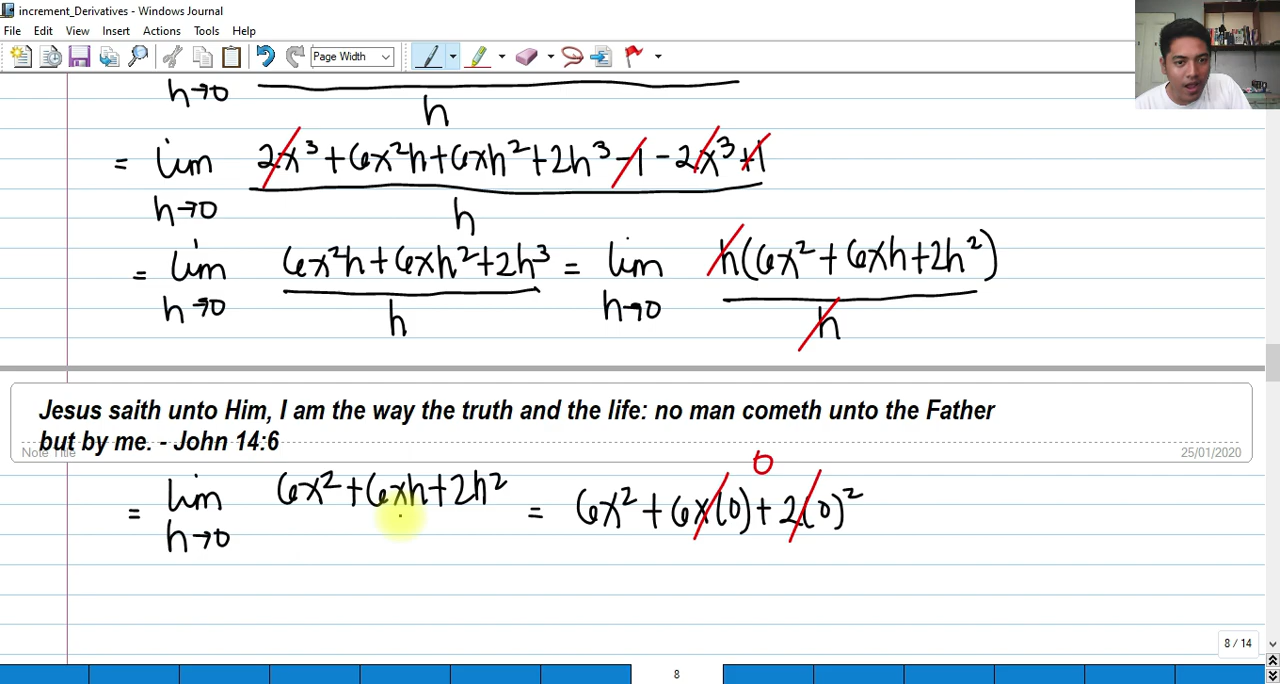 increment_Derivatives - Windows Journal
File Edit View Insert Actions Tools Help
Page Width
h→0
h
= lim 2x³ + 6x²h + 6xh² + 2h³ - 1 - 2x³ + 1
h→0
h
= lim 6x²h + 6xh² + 2h³ = lim h(6x² + 6xh + 2h²)
h→0 h h→0 h
Jesus saith unto Him, I am the way the truth and the life: no man cometh unto the Father
but by me. - John 14:6
Note Title 25/01/2020
0
= lim 6x² + 6xh + 2h² = 6x² + 6x(0) + 2(0)²
h→0
8 / 14
8